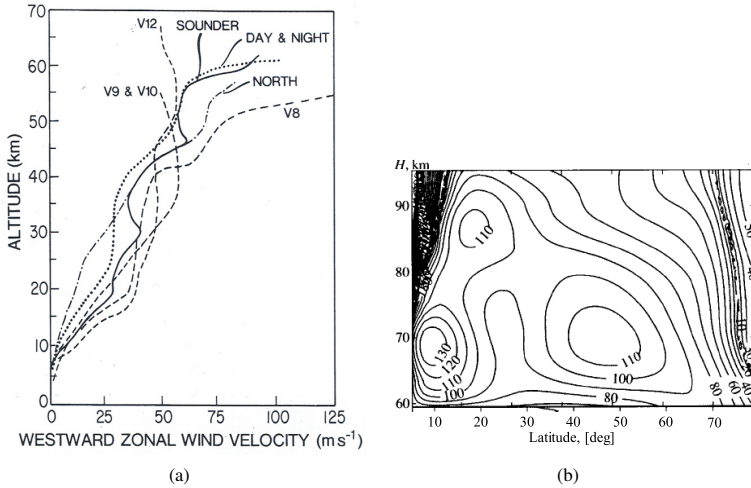 70
60
50
40
30
20
10
0
ALTITUDE (km)
V12
SOUNDER
DAY & NIGHT
V9 & V10
NORTH
V8
0 25 50 75 100 125
WESTWARD ZONAL WIND VELOCITY (m s⁻¹)
(a)
H, km
90
80
70
60
110
180
130
120
110
100
110
100
80
80
60
40
10 20 30 40 50 60 70
Latitude, [deg]
(b)